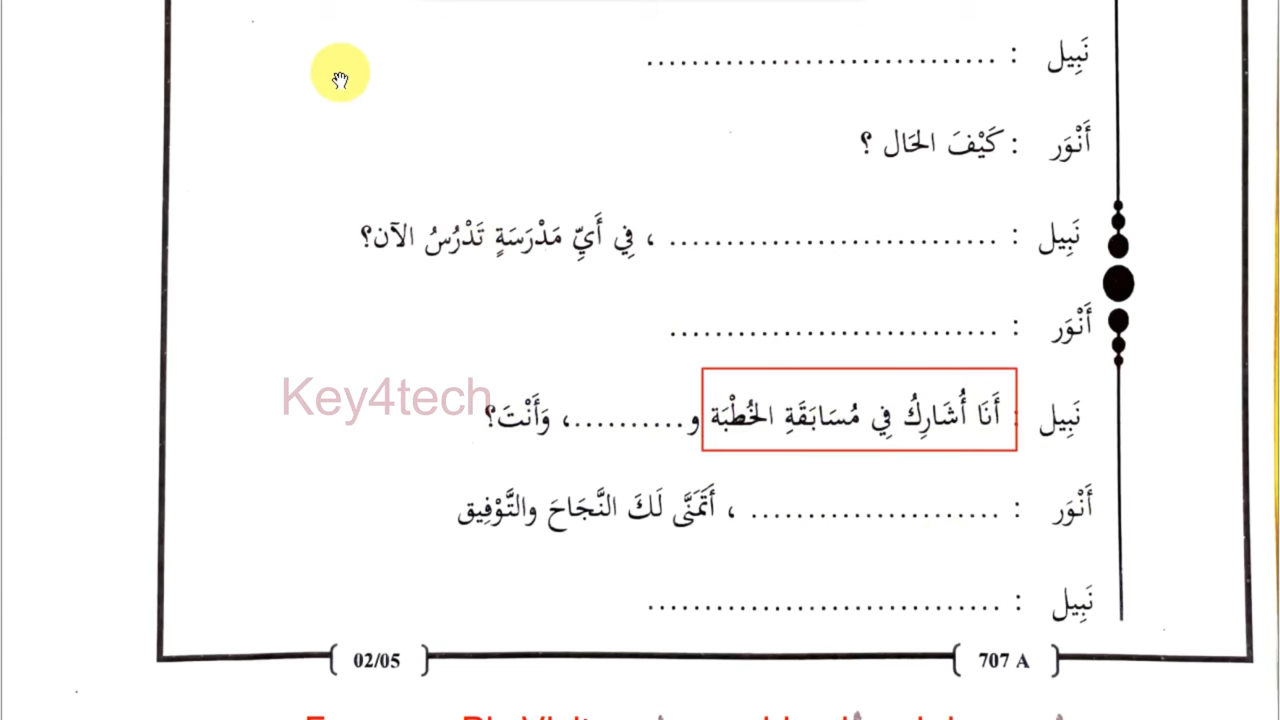 نَبِيل : ...............................
أَنْوَر : كَيْفَ الحَال ؟
نَبِيل : ............................. ، فِي أَيِّ مَدْرَسَةٍ تَدْرُسُ الآن؟
أَنْوَر : .............................
نَبِيل : أَنَا أُشَارِكُ فِي مُسَابَقَةِ الخُطْبَة و..........، وَأَنْتَ؟
Key4tech
أَنْوَر : ...................... ، أَتَمَنَّى لَكَ النَّجَاحَ والتَّوْفِيق
نَبِيل : ...............................
02/05
707 A